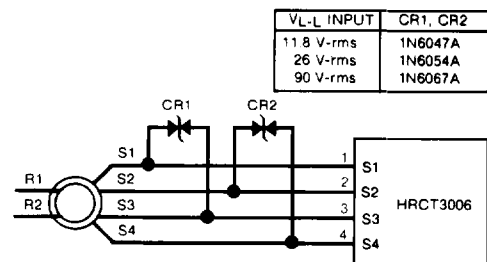 VL-L INPUT CR1, CR2
11.8 V-rms 1N6047A
26 V-rms 1N6054A
90 V-rms 1N6067A
CR1 CR2
S1 1 S1
R1 S2 2 S2
HRCT3006
R2 S3 3 S3
S4 4 S4